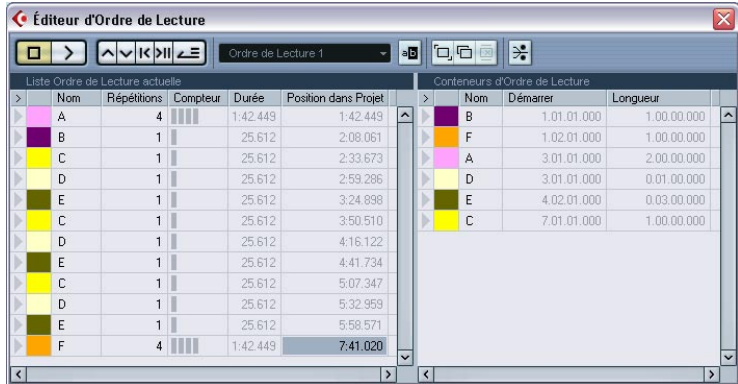 Éditeur d'Ordre de Lecture
Ordre de Lecture 1
Liste Ordre de Lecture actuelle
> Nom Répétitions Compteur Durée Position dans Projet
A 4 1:42.449 1:42.449
B 1 25.612 2:08.061
C 1 25.612 2:33.673
D 1 25.612 2:59.286
E 1 25.612 3:24.898
C 1 25.612 3:50.510
D 1 25.612 4:16.122
E 1 25.612 4:41.734
C 1 25.612 5:07.347
D 1 25.612 5:32.959
E 1 25.612 5:58.571
F 4 1:42.449 7:41.020
Conteneurs d'Ordre de Lecture
> Nom Démarrer Longueur
B 1.01.01.000 1.00.00.000
F 1.02.01.000 1.00.00.000
A 3.01.01.000 2.00.00.000
D 3.01.01.000 0.01.00.000
E 4.02.01.000 0.03.00.000
C 7.01.01.000 1.00.00.000